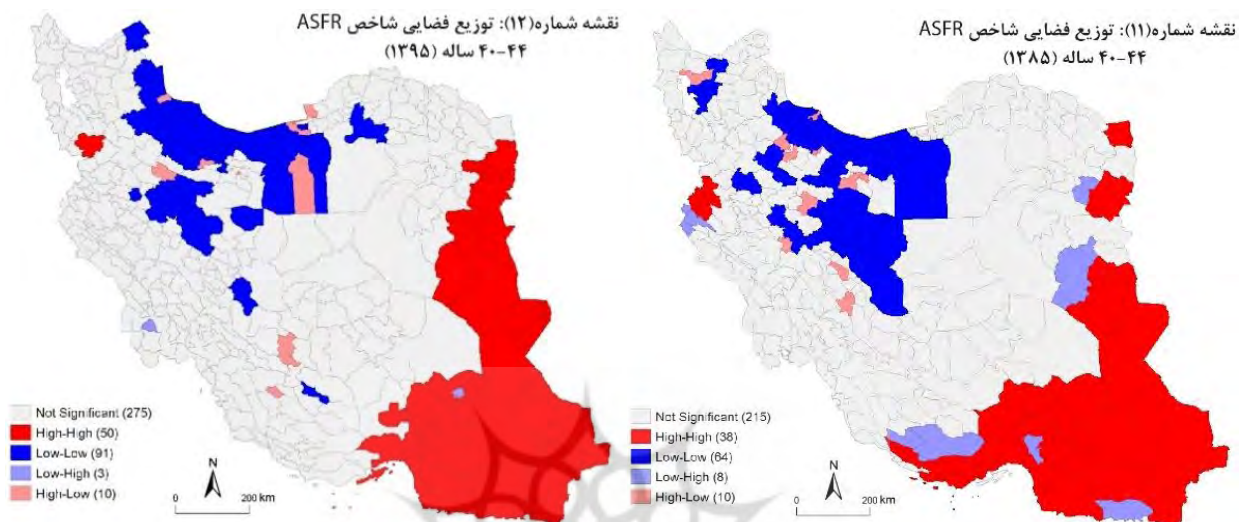 نقشه شماره(۱۱): توزیع فضایی شاخص ASFR
۴۰-۴۴ ساله (۱۳۸۵)
Not Significant (215)
High-High (38)
Low-Low (64)
Low-High (8)
High-Low (10)
N
0 200 km
نقشه شماره(۱۲): توزیع فضایی شاخص ASFR
۴۰-۴۴ ساله (۱۳۹۵)
Not Significant (275)
High-High (50)
Low-Low (91)
Low-High (3)
High-Low (10)
N
0 200 km